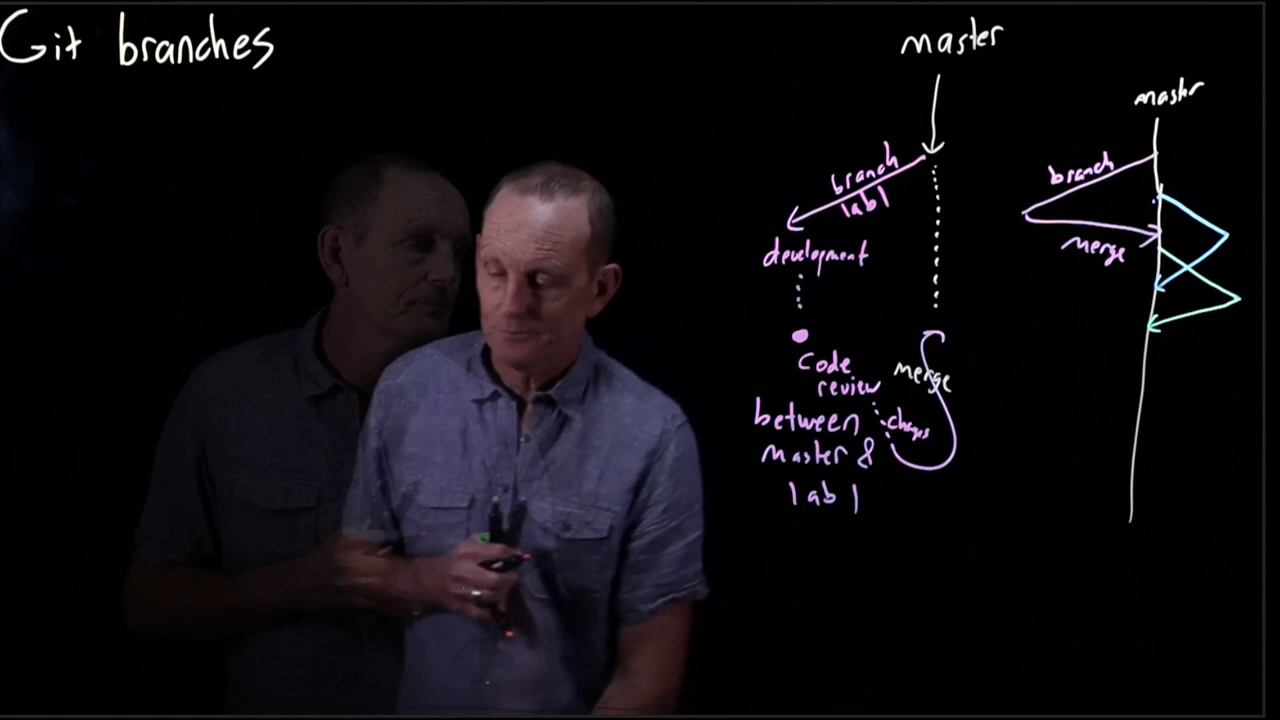 Git branches
master
branch
lab1
development
code
review
between
master &
lab1
changes
merge
master
branch
merge